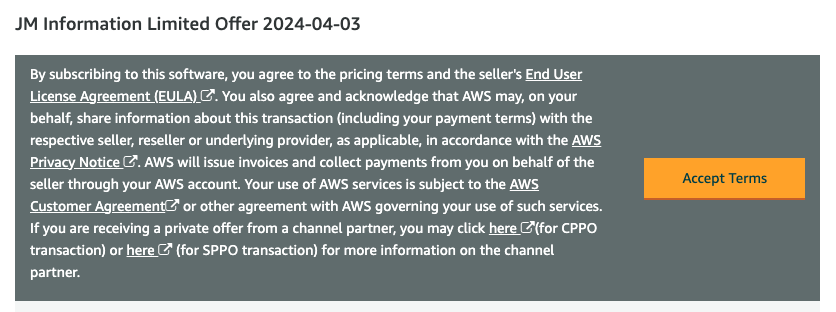 JM Information Limited Offer 2024-04-03
By subscribing to this software, you agree to the pricing terms and the seller's End User
License Agreement (EULA). You also agree and acknowledge that AWS may, on your
behalf, share information about this transaction (including your payment terms) with the
respective seller, reseller or underlying provider, as applicable, in accordance with the AWS
Privacy Notice. AWS will issue invoices and collect payments from you on behalf of the
seller through your AWS account. Your use of AWS services is subject to the AWS
Customer Agreement or other agreement with AWS governing your use of such services.
If you are receiving a private offer from a channel partner, you may click here (for CPPO
transaction) or here (for SPPO transaction) for more information on the channel
partner.
Accept Terms